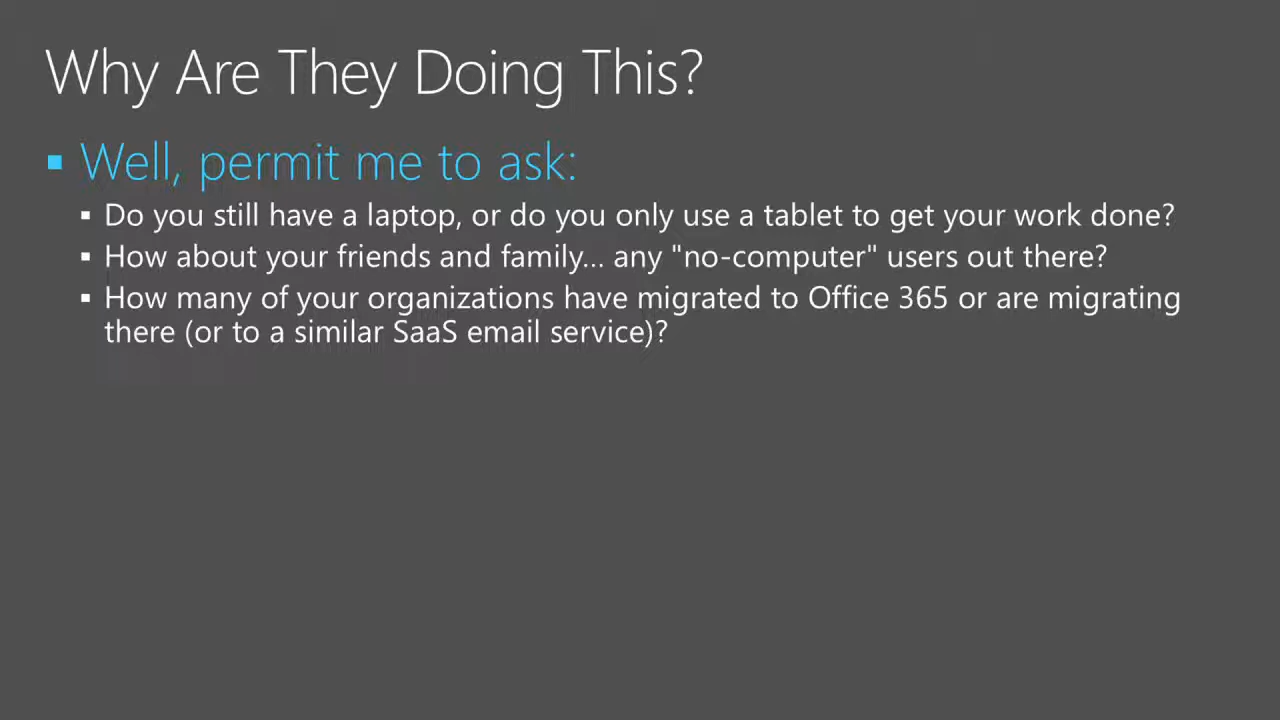 Why Are They Doing This?
Well, permit me to ask:
Do you still have a laptop, or do you only use a tablet to get your work done?
How about your friends and family... any "no-computer" users out there?
How many of your organizations have migrated to Office 365 or are migrating
there (or to a similar SaaS email service)?